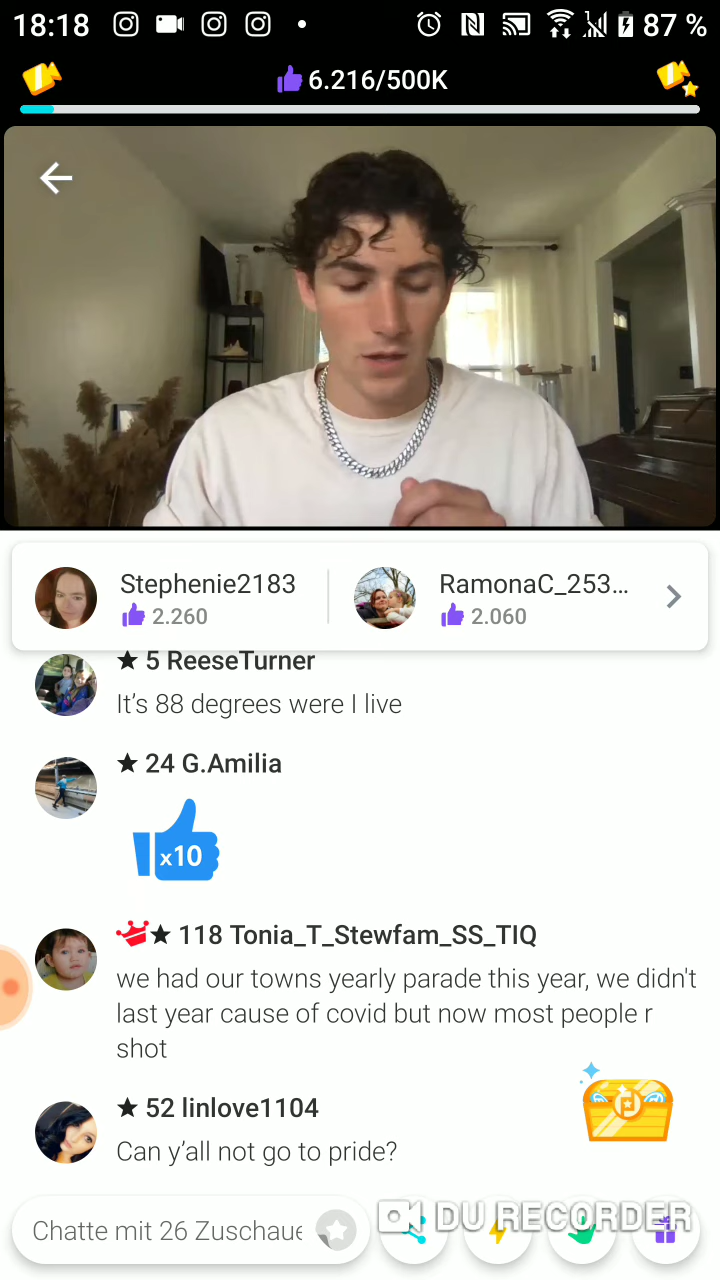 18:18
87 %
6.216/500K
Stephenie2183
2.260
RamonaC_253...
2.060
★ 5 ReeseTurner
It’s 88 degrees were I live
★ 24 G.Amilia
x10
★ 118 Tonia_T_Stewfam_SS_TIQ
we had our towns yearly parade this year, we didn't
last year cause of covid but now most people r
shot
★ 52 linlove1104
Can y’all not go to pride?
Chatte mit 26 Zuschaue
DU RECORDER